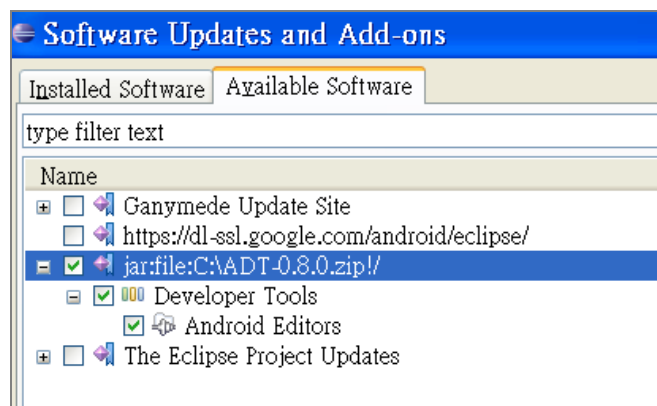 Software Updates and Add-ons
Installed Software Available Software
type filter text
Name
Ganymede Update Site
https://dl-ssl.google.com/android/eclipse/
jar:file:C:\ADT-0.8.0.zip!/
Developer Tools
Android Editors
The Eclipse Project Updates